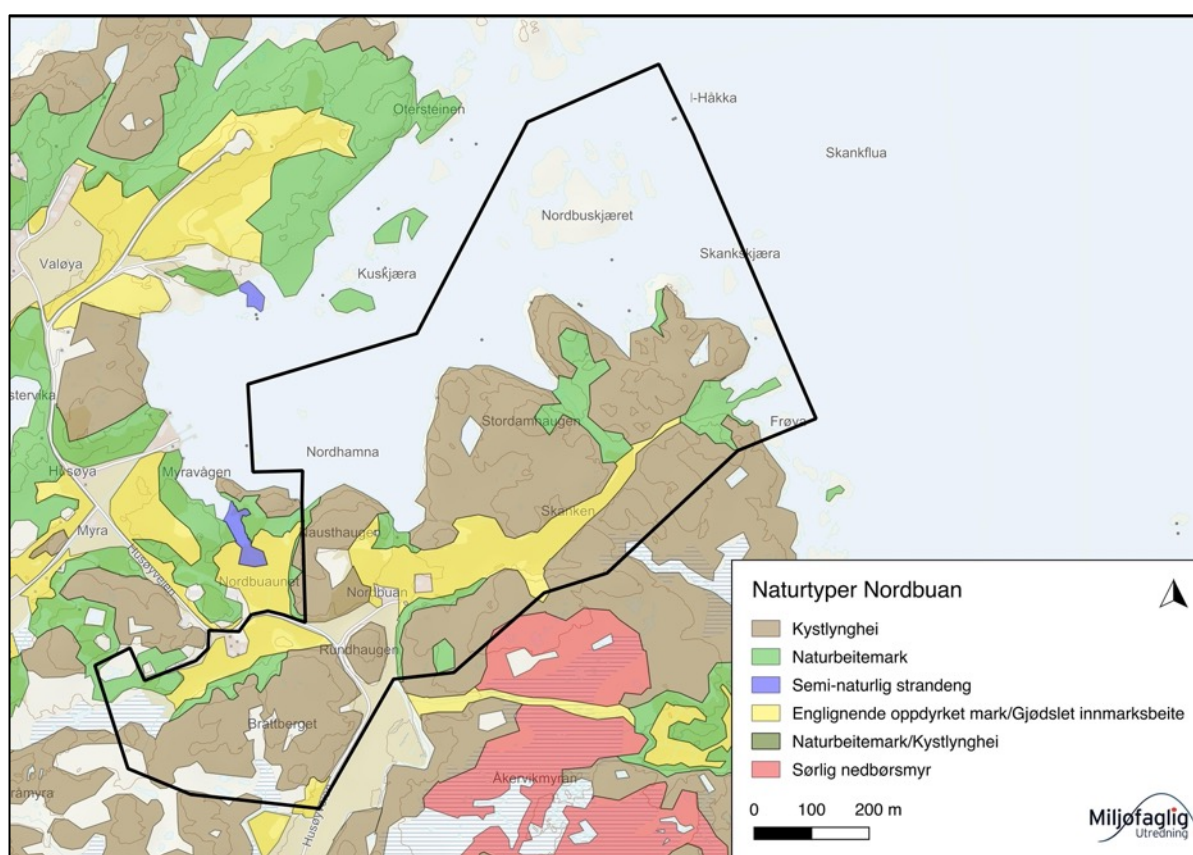 Otersteinen
l-Håkka
Skankflua
Nordbuskjæret
Valøya
Kuskjæra
Skankskjæra
stervika
Stordamhaugen
Frøya
Nordhamna
Husøya
Myravågen
Skanken
Myra
Nausthaugen
Husøyveien
Nordbuaunet
Nordbuan
Rundhaugen
Brattberget
Åkervikmyran
råmyra
Naturtyper Nordbuan
Kystlynghei
Naturbeitemark
Semi-naturlig strandeng
Englignende oppdyrket mark/Gjødslet innmarksbeite
Naturbeitemark/Kystlynghei
Sørlig nedbørsmyr
0 100 200 m
Miljøfaglig
Utredning